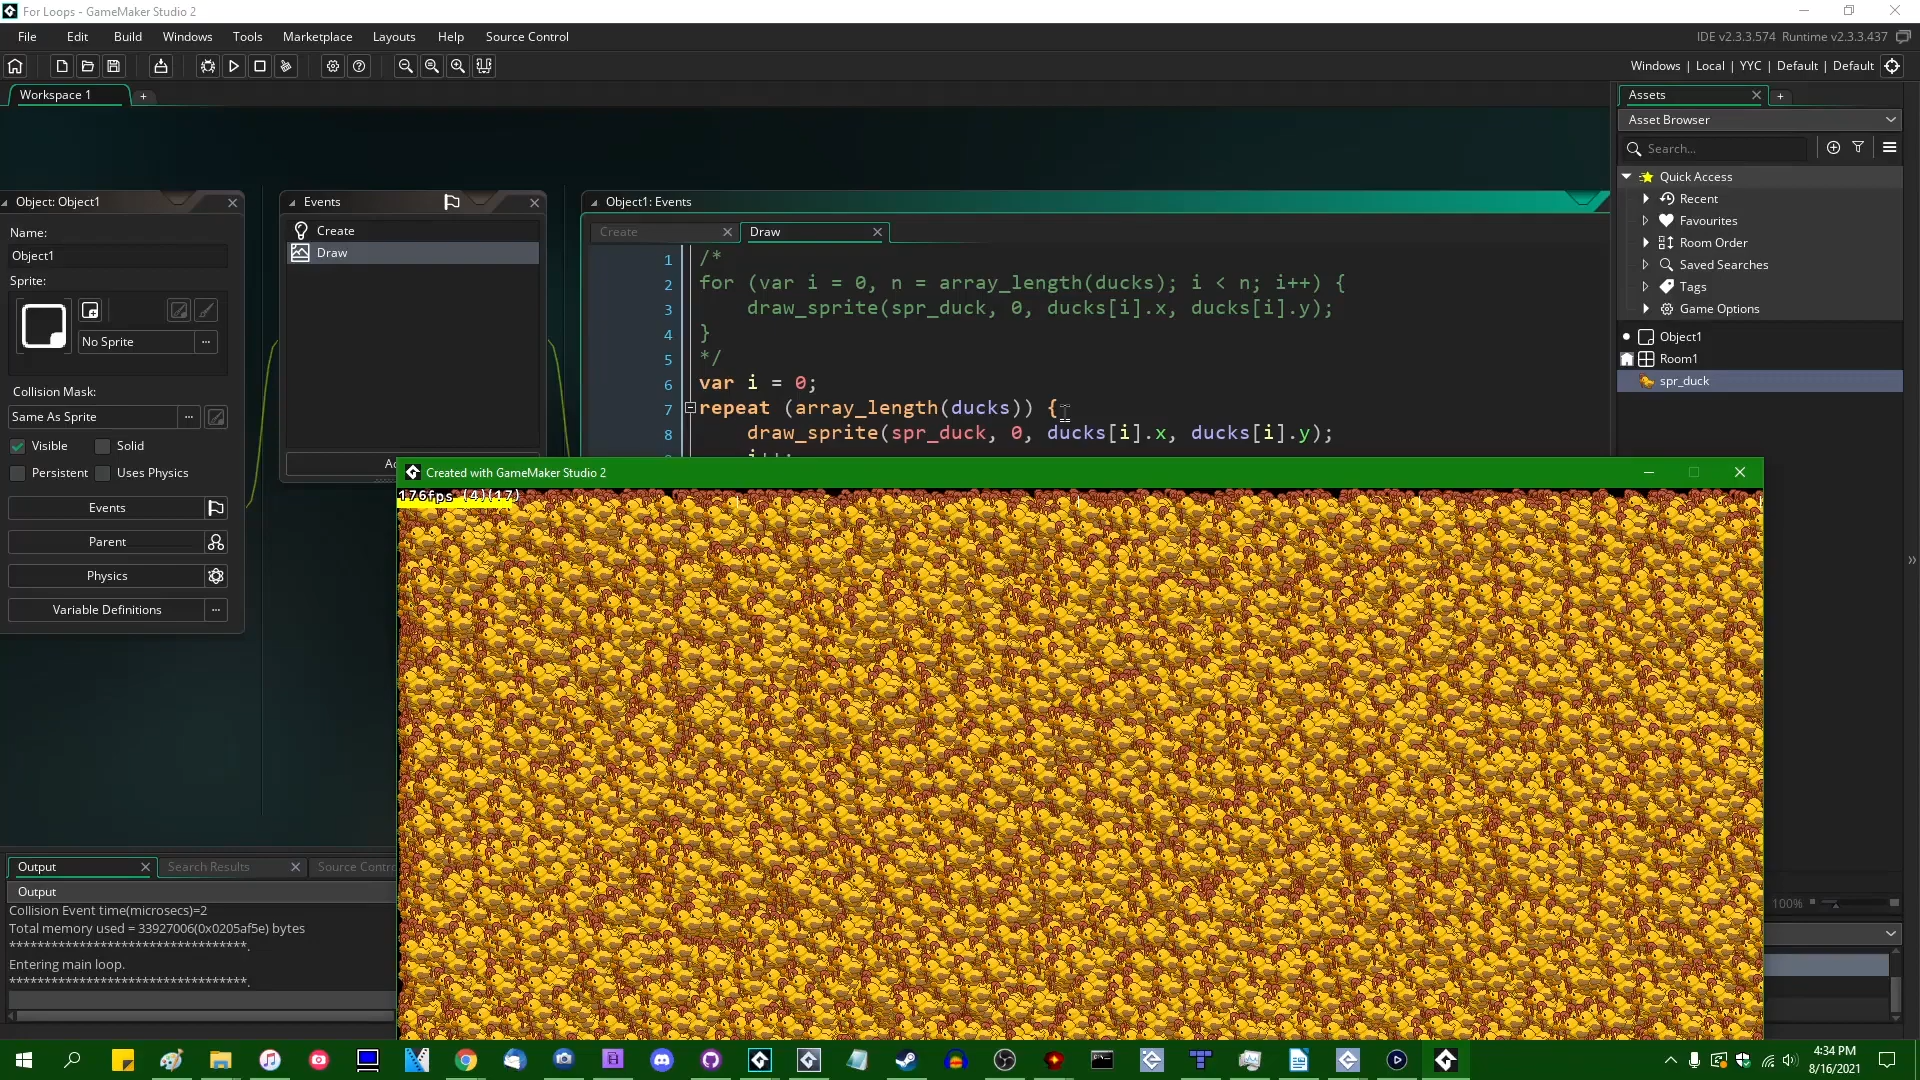 For Loops - GameMaker Studio 2
File Edit Build Windows Tools Marketplace Layouts Help Source Control
IDE v2.3.3.574 Runtime v2.3.3.437
Windows | Local | YYC | Default | Default
Workspace 1
Assets
Asset Browser
Search...
Quick Access
Recent
Favourites
Room Order
Saved Searches
Tags
Game Options
Object1
Room1
spr_duck
100%
Object: Object1
Name:
Object1
Sprite:
No Sprite
Collision Mask:
Same As Sprite
Visible Solid
Persistent Uses Physics
Events
Parent
Physics
Variable Definitions
Events
Create
Draw
Object1: Events
Create Draw
1 /*
2 for (var i = 0, n = array_length(ducks); i < n; i++) {
3 draw_sprite(spr_duck, 0, ducks[i].x, ducks[i].y);
4 }
5 */
6 var i = 0;
7 repeat (array_length(ducks)) {
8 draw_sprite(spr_duck, 0, ducks[i].x, ducks[i].y);
Created with GameMaker Studio 2
176fps (4)(17)
Output Search Results Source Contro
Output
Collision Event time(microsecs)=2
Total memory used = 33927006(0x0205af5e) bytes
*********************************.
Entering main loop.
*********************************.
4:34 PM
8/16/2021